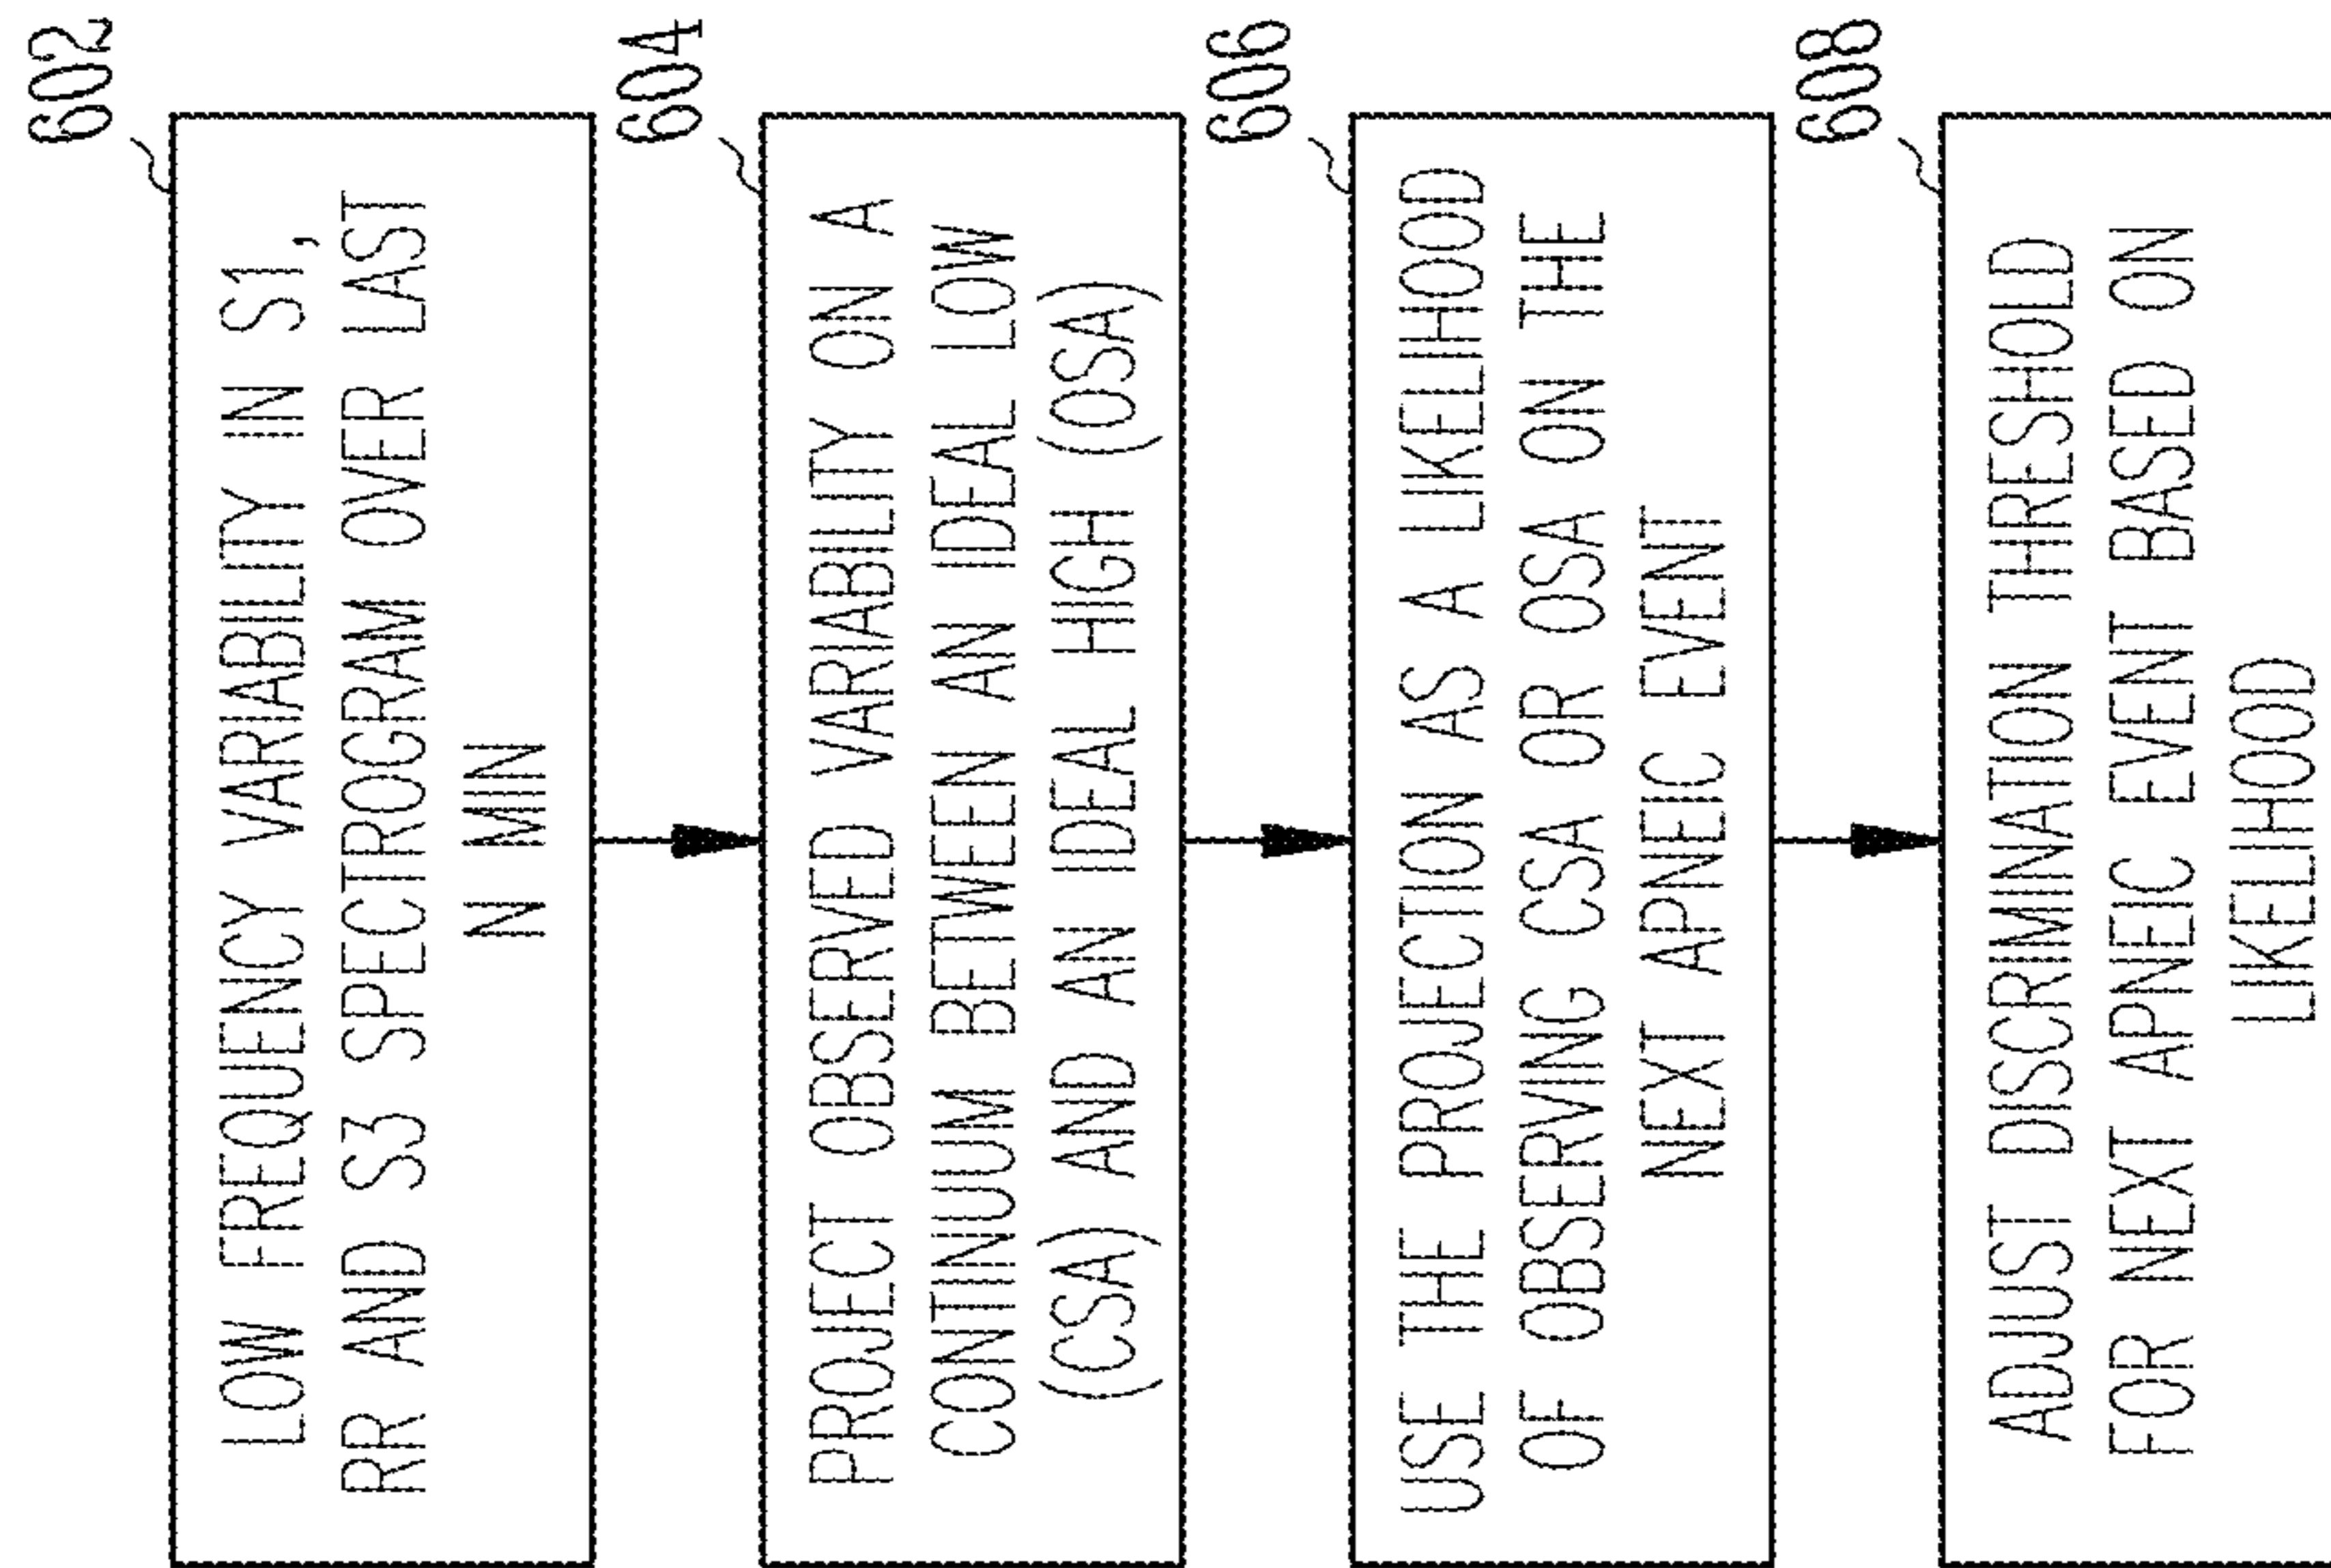 602
LOW FREQUENCY VARIABILITY IN S1,
RR AND S3 SPECTROGRAM OVER LAST
N MIN
604
PROJECT OBSERVED VARIABILITY ON A
CONTINUUM BETWEEN AN IDEAL LOW
(CSA) AND AN IDEAL HIGH (OSA)
606
USE THE PROJECTION AS A LIKELIHOOD
OF OBSERVING CSA OR OSA ON THE
NEXT APNEIC EVENT
608
ADJUST DISCRIMINATION THRESHOLD
FOR NEXT APNEIC EVENT BASED ON
LIKELIHOOD